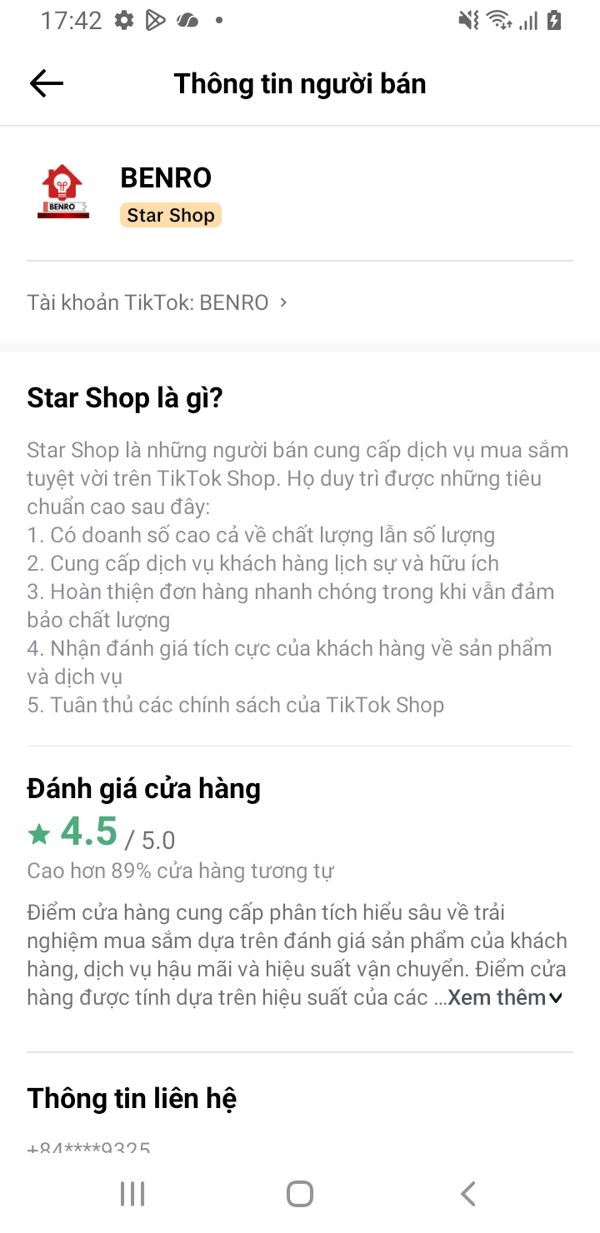 17:42
Thông tin người bán
BENRO
BENRO
Star Shop
Tài khoản TikTok: BENRO >
Star Shop là gì?
Star Shop là những người bán cung cấp dịch vụ mua sắm
tuyệt vời trên TikTok Shop. Họ duy trì được những tiêu
chuẩn cao sau đây:
1. Có doanh số cao cả về chất lượng lẫn số lượng
2. Cung cấp dịch vụ khách hàng lịch sự và hữu ích
3. Hoàn thiện đơn hàng nhanh chóng trong khi vẫn đảm
bảo chất lượng
4. Nhận đánh giá tích cực của khách hàng về sản phẩm
và dịch vụ
5. Tuân thủ các chính sách của TikTok Shop
Đánh giá cửa hàng
4.5 / 5.0
Cao hơn 89% cửa hàng tương tự
Điểm cửa hàng cung cấp phân tích hiểu sâu về trải
nghiệm mua sắm dựa trên đánh giá sản phẩm của khách
hàng, dịch vụ hậu mãi và hiệu suất vận chuyển. Điểm cửa
hàng được tính dựa trên hiệu suất của các ...Xem thêm
Thông tin liên hệ
+84****9325